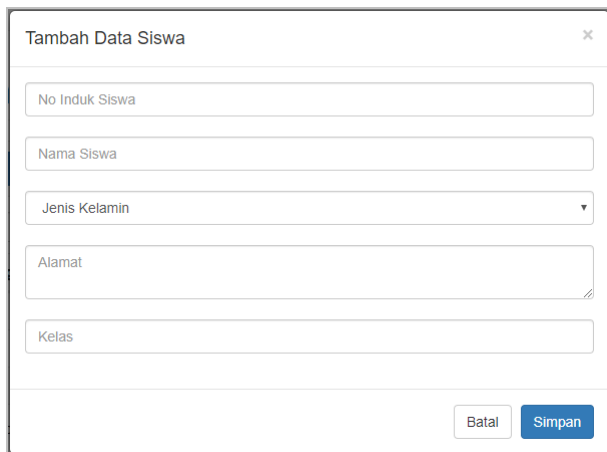 Tambah Data Siswa
×
No Induk Siswa
Nama Siswa
Jenis Kelamin
Alamat
Kelas
Batal Simpan